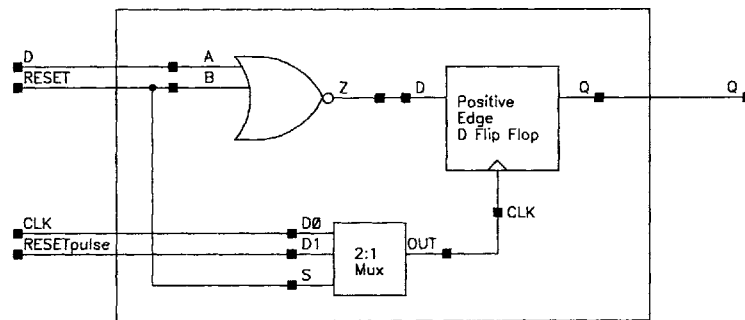 D
RESET
A
B
Z
D
Positive
Edge
D Flip Flop
Q
Q
CLK
CLK
RESETpulse
DØ
D1
S
2:1
Mux
OUT